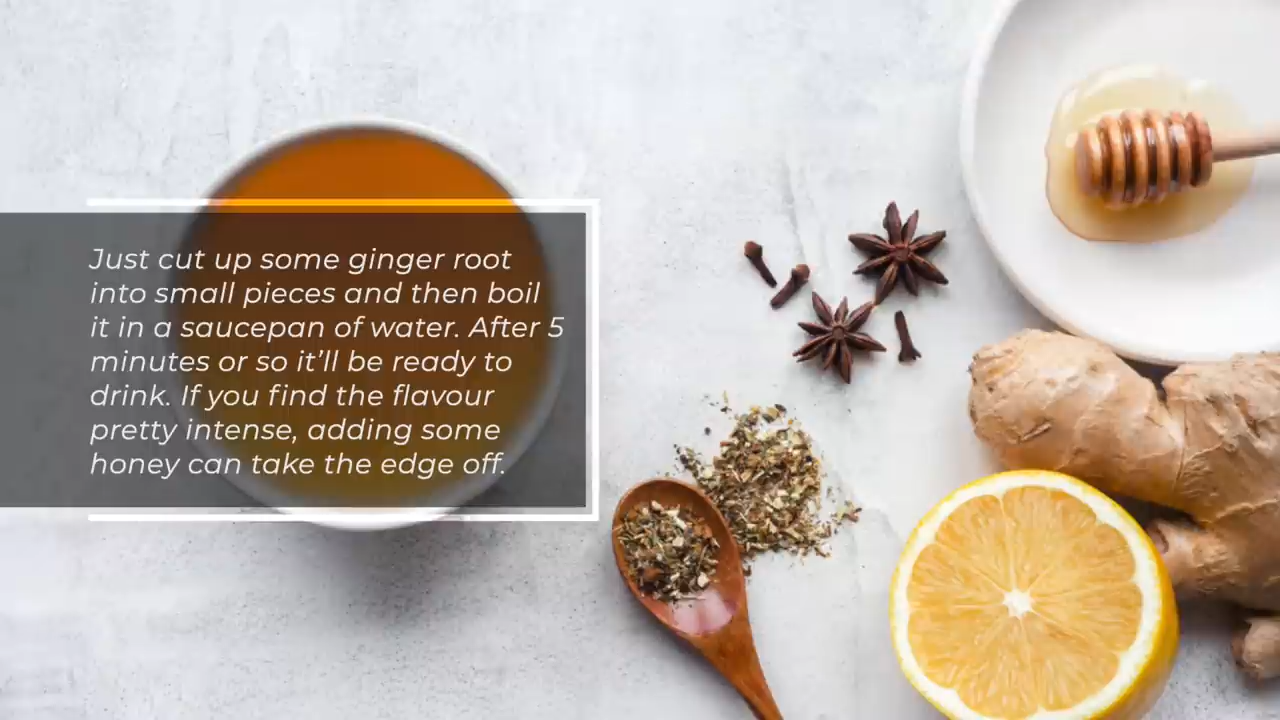 Just cut up some ginger root
into small pieces and then boil
it in a saucepan of water. After 5
minutes or so it’ll be ready to
drink. If you find the flavour
pretty intense, adding some
honey can take the edge off.